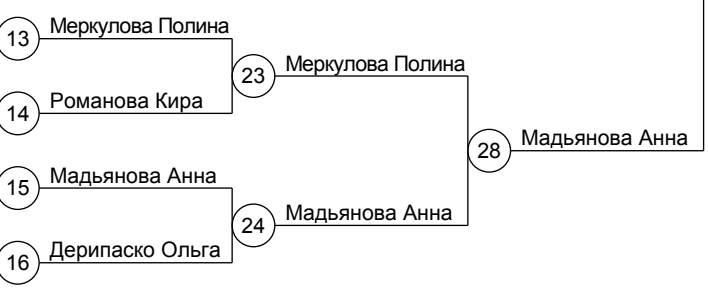 13 Меркулова Полина
23 Меркулова Полина
14 Романова Кира
28 Мадьянова Анна
15 Мадьянова Анна
24 Мадьянова Анна
16 Дерипаско Ольга